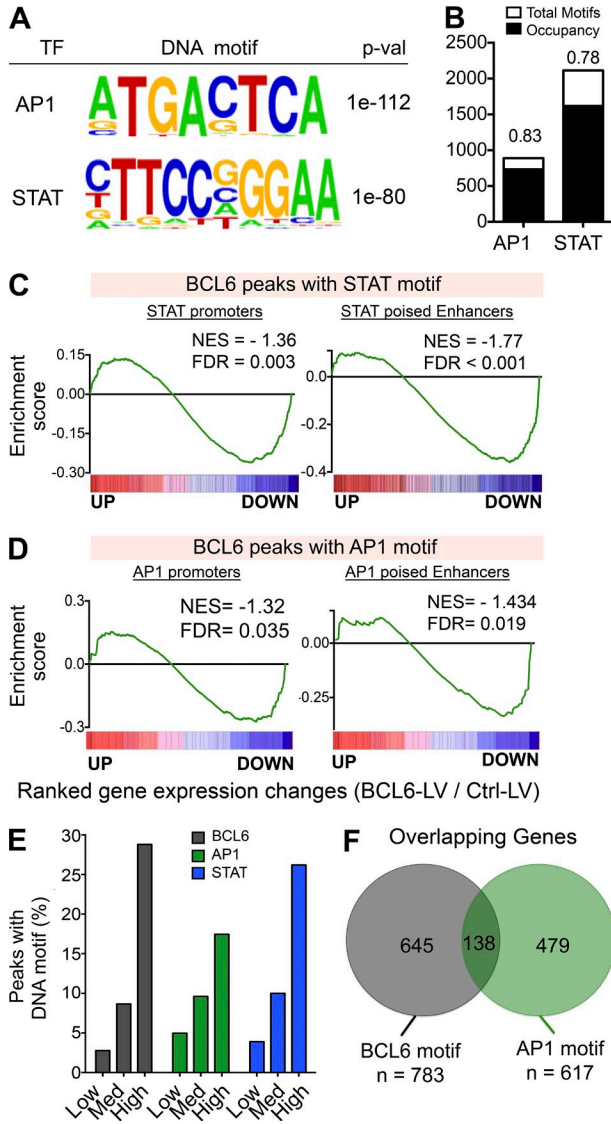 A
TF DNA motif p-val
AP1 ATGACTCA 1e-112
STAT CTTCCGGGAA 1e-80
B
Total Motifs
Occupancy
2500
2000
1500
1000
500
0
0.83
0.78
AP1 STAT
C
BCL6 peaks with STAT motif
STAT promoters
NES = - 1.36
FDR = 0.003
Enrichment
score
0.15
0.00
-0.15
-0.30
UP DOWN
STAT poised Enhancers
NES = -1.77
FDR < 0.001
0.0
-0.2
-0.4
UP DOWN
D
BCL6 peaks with AP1 motif
AP1 promoters
NES= -1.32
FDR= 0.035
Enrichment
score
0.3
0.0
-0.3
UP DOWN
AP1 poised Enhancers
NES= - 1.434
FDR= 0.019
0.00
-0.25
UP DOWN
Ranked gene expression changes (BCL6-LV / Ctrl-LV)
E
BCL6
AP1
STAT
Peaks with
DNA motif (%)
30
25
20
15
10
5
0
Low Med High Low Med High Low Med High
F
Overlapping Genes
645 138 479
BCL6 motif
n = 783
AP1 motif
n = 617